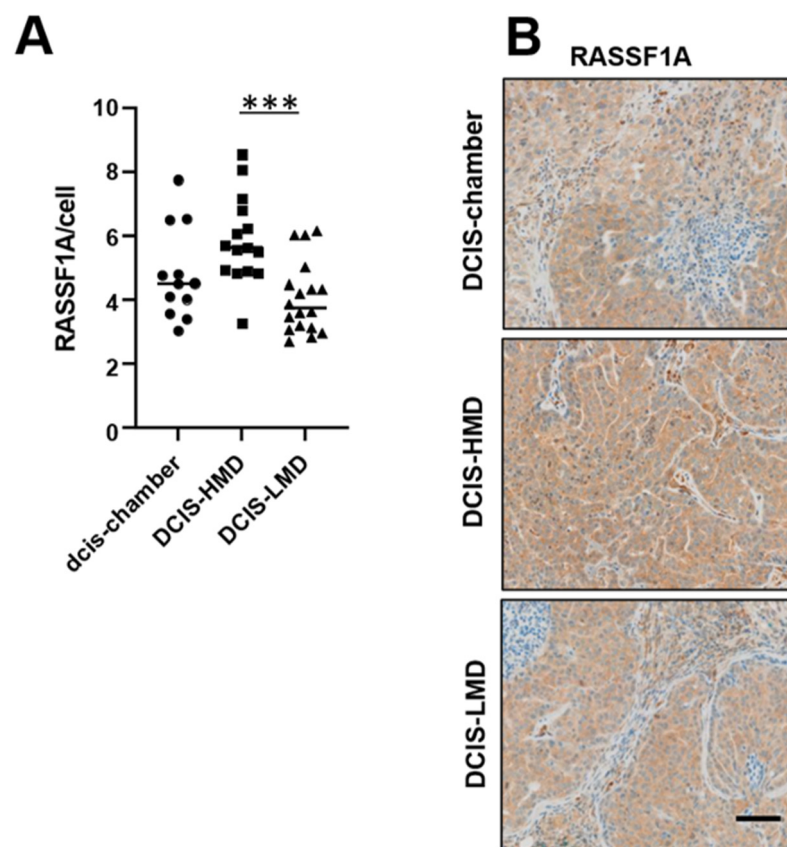 A
B
RASSF1A
***
10
8
6
4
2
0
RASSF1A/cell
dcis-chamber
DCIS-HMD
DCIS-LMD
DCIS-chamber
DCIS-HMD
DCIS-LMD